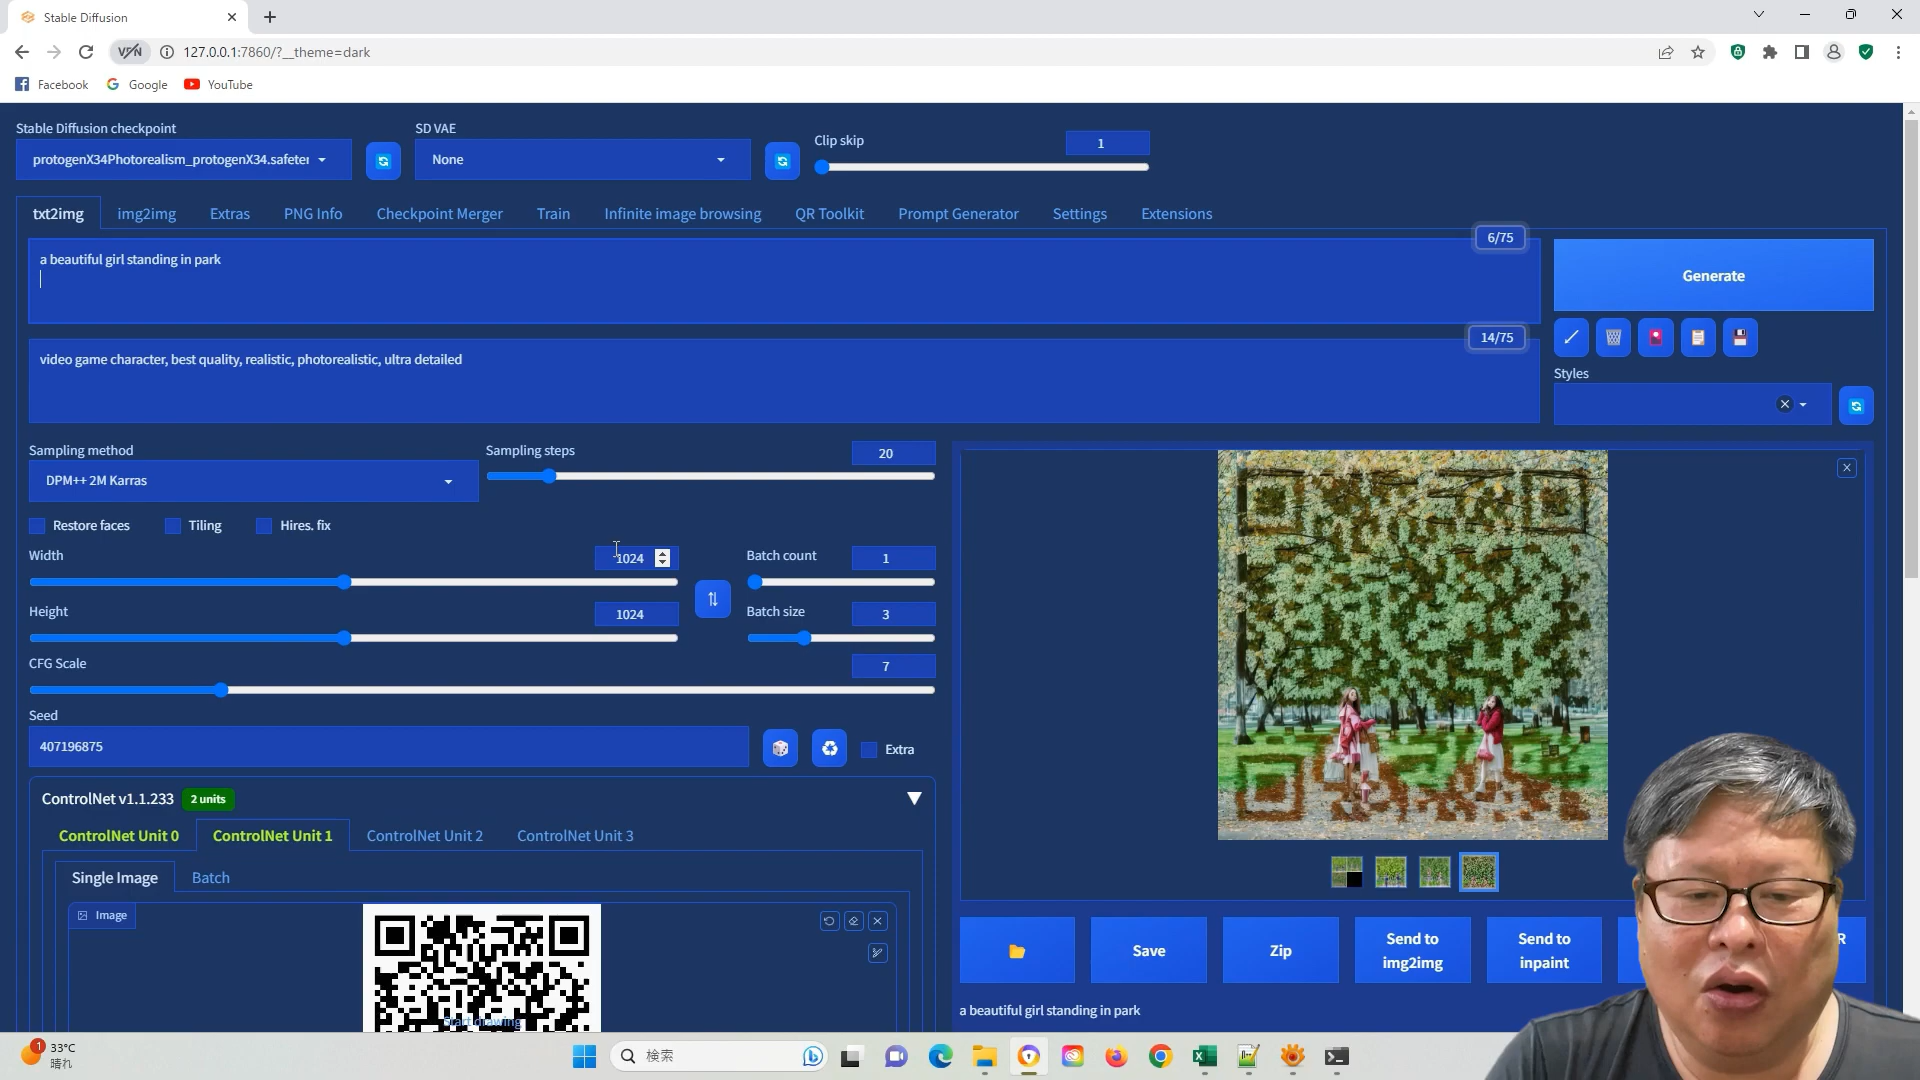 Stable Diffusion
VPN
127.0.0.1:7860/?__theme=dark
Facebook
Google
YouTube
Stable Diffusion checkpoint
SD VAE
Clip skip
1
protogenX34Photorealism_protogenX34.safeter
None
txt2img
img2img
Extras
PNG Info
Checkpoint Merger
Train
Infinite image browsing
QR Toolkit
Prompt Generator
Settings
Extensions
6/75
a beautiful girl standing in park
Generate
14/75
video game character, best quality, realistic, photorealistic, ultra detailed
Styles
Sampling method
Sampling steps
20
DPM++ 2M Karras
Restore faces
Tiling
Hires. fix
Width
1024
Batch count
1
Height
1024
Batch size
3
CFG Scale
7
Seed
407196875
Extra
ControlNet v1.1.233
2 units
ControlNet Unit 0
ControlNet Unit 1
ControlNet Unit 2
ControlNet Unit 3
Single Image
Batch
Image
Start drawing
Save
Zip
Send to
img2img
Send to
inpaint
R
a beautiful girl standing in park
1
33°C
晴れ
検索